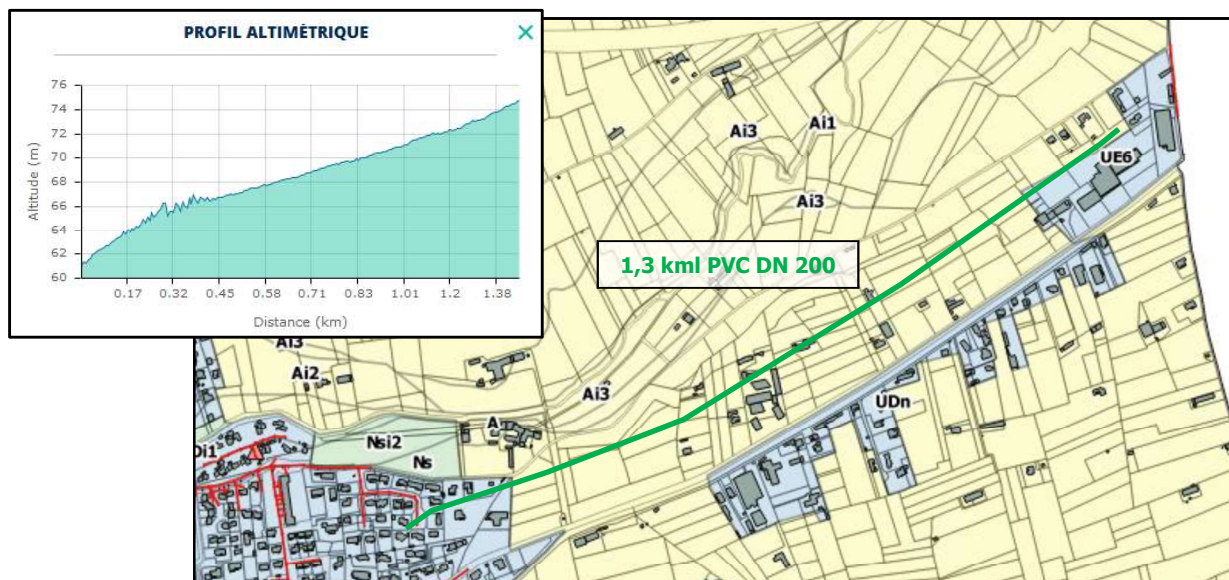 PROFIL ALTIMÉTRIQUE
×
76
74
72
70
68
66
64
62
60
Altitude (m)
0.17 0.32 0.45 0.58 0.71 0.83 1.01 1.2 1.38
Distance (km)
Ai3
Ai1
UE6
Ai3
1,3 kml PVC DN 200
Ai3
Ai2
Ai3
UDn
A
Nsi2
Di1
Ns